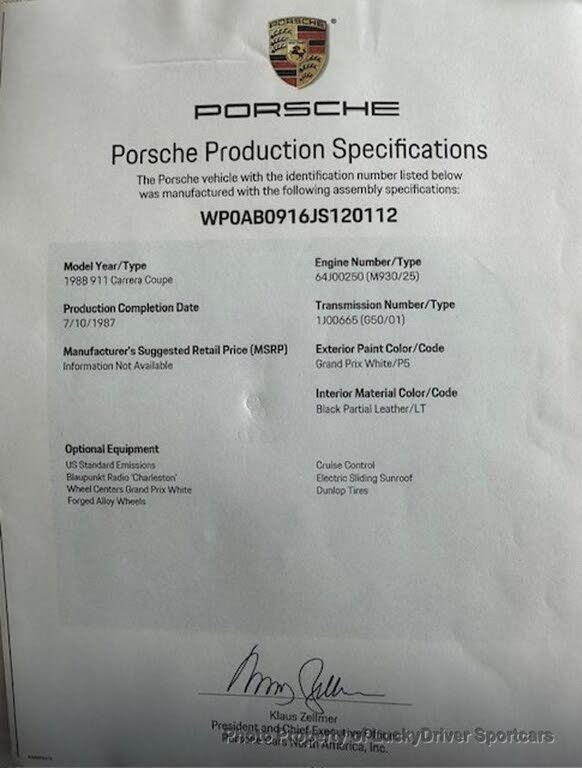 PORSCHE
PORSCHE
Porsche Production Specifications
The Porsche vehicle with the identification number listed below
was manufactured with the following assembly specifications:
WP0AB0916JS120112
Model Year/Type
1988 911 Carrera Coupe
Production Completion Date
7/10/1987
Manufacturer's Suggested Retail Price (MSRP)
Information Not Available
Engine Number/Type
64J00250 (M930/25)
Transmission Number/Type
1J00665 (G50/01)
Exterior Paint Color/Code
Grand Prix White/P5
Interior Material Color/Code
Black Partial Leather/LT
Optional Equipment
US Standard Emissions
Blaupunkt Radio 'Charleston'
Wheel Centers Grand Prix White
Forged Alloy Wheels
Cruise Control
Electric Sliding Sunroof
Dunlop Tires
Klaus Zellmer
President and Chief Executive Officer
Porsche Cars North America, Inc.
Photo Property of LuckyDriver Sportcars